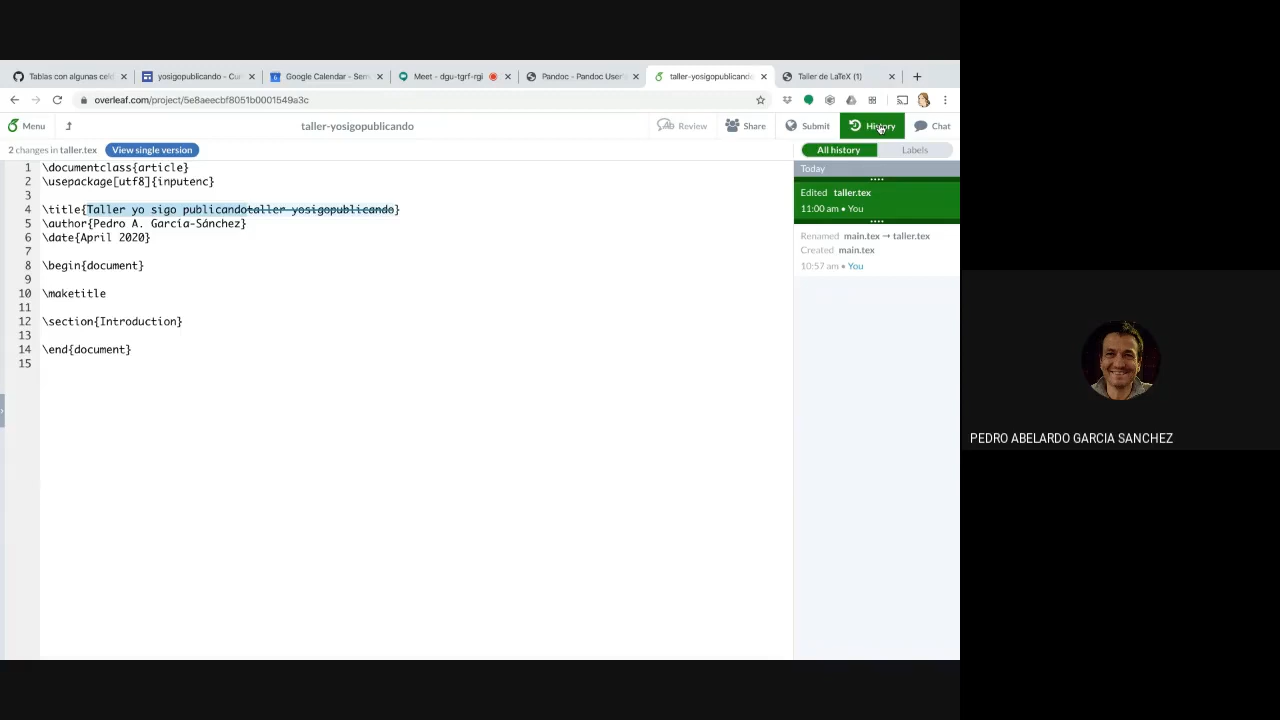 Tablas con algunas celd
yosigopublicando - Curr
Google Calendar - Sem
Meet - dgu-tgrf-rgi
Pandoc - Pandoc User's
taller-yosigopublicando
Taller de LaTeX (1)
overleaf.com/project/5e8aeecbf8051b0001549a3c
Menu
taller-yosigopublicando
Review
Share
Submit
History
Chat
2 changes in taller.tex
View single version
All history
Labels
1 \documentclass{article}
2 \usepackage[utf8]{inputenc}
3
4 \title{Taller yo sigo publicandotaller-yosigopublicando}
5 \author{Pedro A. García-Sánchez}
6 \date{April 2020}
7
8 \begin{document}
9
10 \maketitle
11
12 \section{Introduction}
13
14 \end{document}
15
Today
Edited taller.tex
11:00 am • You
Renamed main.tex → taller.tex
Created main.tex
10:57 am • You
PEDRO ABELARDO GARCIA SANCHEZ